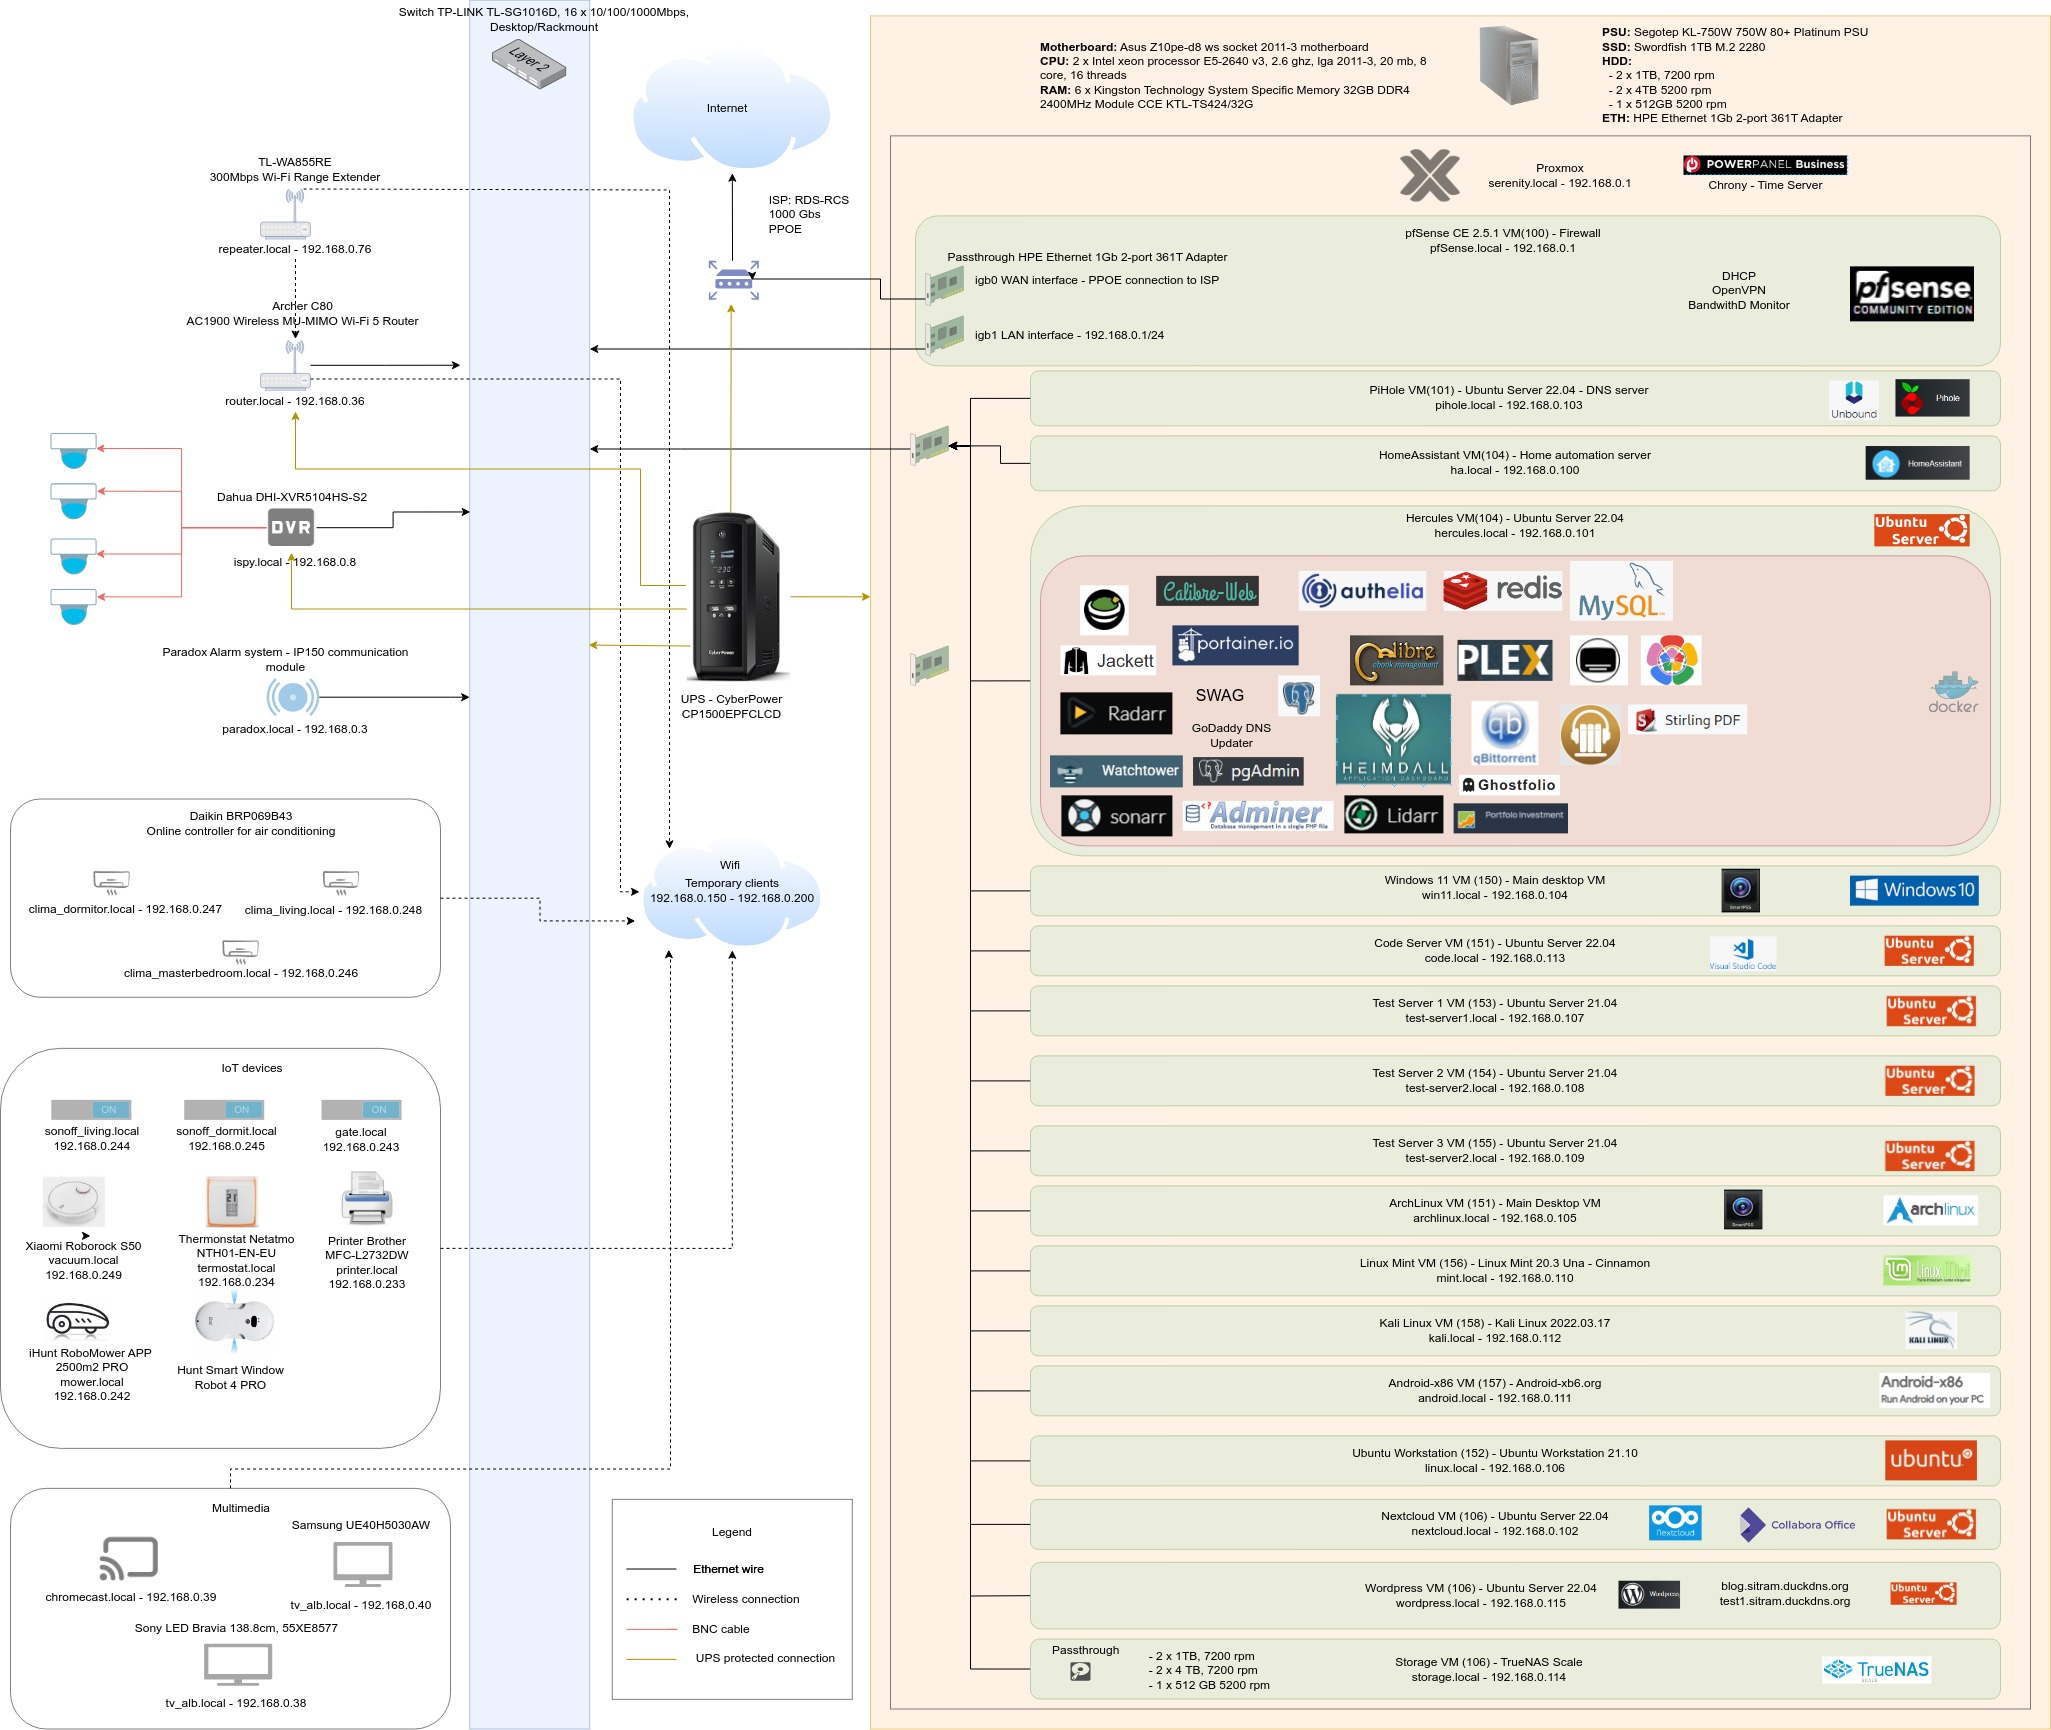 Switch TP-LINK TL-SG1016D, 16 x 10/100/1000Mbps,
Desktop/Rackmount
Layer 2
Internet
ISP: RDS-RCS
1000 Gbs
PPOE
TL-WA855RE
300Mbps Wi-Fi Range Extender
repeater.local - 192.168.0.76
Archer C80
AC1900 Wireless MU-MIMO Wi-Fi 5 Router
router.local - 192.168.0.36
Dahua DHI-XVR5104HS-S2
DVR
ispy.local - 192.168.0.8
Paradox Alarm system - IP150 communication
module
paradox.local - 192.168.0.3
CyberPower
UPS - CyberPower
CP1500EPFCLCD
Wifi
Temporary clients
192.168.0.150 - 192.168.0.200
Daikin BRP069B43
Online controller for air conditioning
clima_dormitor.local - 192.168.0.247
clima_living.local - 192.168.0.248
clima_masterbedroom.local - 192.168.0.246
IoT devices
ON
ON
ON
sonoff_living.local
192.168.0.244
sonoff_dormit.local
192.168.0.245
gate.local
192.168.0.243
Xiaomi Roborock S50
vacuum.local
192.168.0.249
21
Thermostat Netatmo
NTH01-EN-EU
termostat.local
192.168.0.234
Printer Brother
MFC-L2732DW
printer.local
192.168.0.233
iHunt RoboMower APP
2500m2 PRO
mower.local
192.168.0.242
Hunt Smart Window
Robot 4 PRO
Multimedia
chromecast.local - 192.168.0.39
Samsung UE40H5030AW
tv_alb.local - 192.168.0.40
Sony LED Bravia 138.8cm, 55XE8577
tv_alb.local - 192.168.0.38
Legend
Ethernet wire
Wireless connection
BNC cable
UPS protected connection
Motherboard: Asus Z10pe-d8 ws socket 2011-3 motherboard
CPU: 2 x Intel xeon processor E5-2640 v3, 2.6 ghz, lga 2011-3, 20 mb, 8
core, 16 threads
RAM: 6 x Kingston Technology System Specific Memory 32GB DDR4
2400MHz Module CCE KTL-TS424/32G
PSU: Segotep KL-750W 750W 80+ Platinum PSU
SSD: Swordfish 1TB M.2 2280
HDD:
- 2 x 1TB, 7200 rpm
- 2 x 4TB 5200 rpm
- 1 x 512GB 5200 rpm
ETH: HPE Ethernet 1Gb 2-port 361T Adapter
Proxmox
serenity.local - 192.168.0.1
POWERPANEL Business
Chrony - Time Server
pfSense CE 2.5.1 VM(100) - Firewall
pfSense.local - 192.168.0.1
Passthrough HPE Ethernet 1Gb 2-port 361T Adapter
igb0 WAN interface - PPOE connection to ISP
igb1 LAN interface - 192.168.0.1/24
DHCP
OpenVPN
BandwithD Monitor
pfsense
COMMUNITY EDITION
PiHole VM(101) - Ubuntu Server 22.04 - DNS server
pihole.local - 192.168.0.103
Unbound
Pihole
HomeAssistant VM(104) - Home automation server
ha.local - 192.168.0.100
HomeAssistant
Hercules VM(104) - Ubuntu Server 22.04
hercules.local - 192.168.0.101
Ubuntu
Server
Calibre-Web
authelia
redis
MySQL
Jackett
portainer.io
Calibre
ebook management
PLEX
Radarr
SWAG
GoDaddy DNS
Updater
HEIMDALL
APPLICATION DASHBOARD
qb
qBittorrent
Stirling PDF
docker
Watchtower
pgAdmin
Ghostfolio
sonarr
Adminer
Database management in a single PHP file
Lidarr
Portfolio Investment
Windows 11 VM (150) - Main desktop VM
win11.local - 192.168.0.104
SmartPSS
Windows 10
Code Server VM (151) - Ubuntu Server 22.04
code.local - 192.168.0.113
Visual Studio Code
Ubuntu
Server
Test Server 1 VM (153) - Ubuntu Server 21.04
test-server1.local - 192.168.0.107
Ubuntu
Server
Test Server 2 VM (154) - Ubuntu Server 21.04
test-server2.local - 192.168.0.108
Ubuntu
Server
Test Server 3 VM (155) - Ubuntu Server 21.04
test-server2.local - 192.168.0.109
Ubuntu
Server
ArchLinux VM (151) - Main Desktop VM
archlinux.local - 192.168.0.105
SmartPSS
archlinux
Linux Mint VM (156) - Linux Mint 20.3 Una - Cinnamon
mint.local - 192.168.0.110
Linux Mint
Kali Linux VM (158) - Kali Linux 2022.03.17
kali.local - 192.168.0.112
KALI LINUX
Android-x86 VM (157) - Android-xb6.org
android.local - 192.168.0.111
Android-x86
Run Android on your PC
Ubuntu Workstation (152) - Ubuntu Workstation 21.10
linux.local - 192.168.0.106
ubuntu
Nextcloud VM (106) - Ubuntu Server 22.04
nextcloud.local - 192.168.0.102
nextcloud
Collabora Office
Ubuntu
Server
Wordpress VM (106) - Ubuntu Server 22.04
wordpress.local - 192.168.0.115
Wordpress
blog.sitram.duckdns.org
test1.sitram.duckdns.org
Ubuntu
Server
Passthrough
- 2 x 1TB, 7200 rpm
- 2 x 4 TB, 7200 rpm
- 1 x 512 GB 5200 rpm
Storage VM (106) - TrueNAS Scale
storage.local - 192.168.0.114
TrueNAS
SCALE